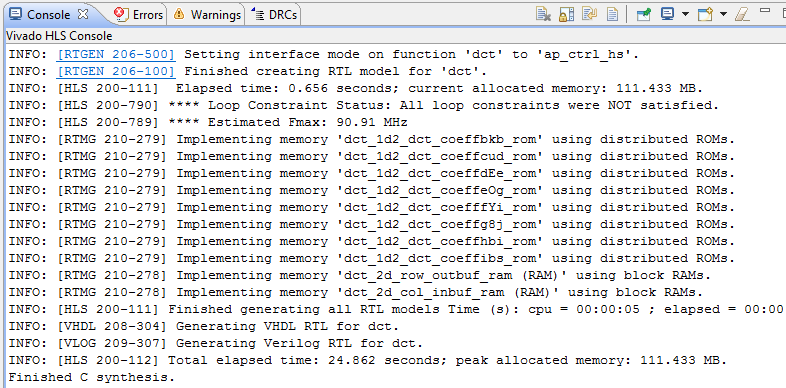 Console Errors Warnings DRCs
Vivado HLS Console
INFO: [RTGEN 206-500] Setting interface mode on function 'dct' to 'ap_ctrl_hs'.
INFO: [RTGEN 206-100] Finished creating RTL model for 'dct'.
INFO: [HLS 200-111]  Elapsed time: 0.656 seconds; current allocated memory: 111.433 MB.
INFO: [HLS 200-790] **** Loop Constraint Status: All loop constraints were NOT satisfied.
INFO: [HLS 200-789] **** Estimated Fmax: 90.91 MHz
INFO: [RTMG 210-279] Implementing memory 'dct_1d2_dct_coeffbkb_rom' using distributed ROMs.
INFO: [RTMG 210-279] Implementing memory 'dct_1d2_dct_coeffcud_rom' using distributed ROMs.
INFO: [RTMG 210-279] Implementing memory 'dct_1d2_dct_coeffdEe_rom' using distributed ROMs.
INFO: [RTMG 210-279] Implementing memory 'dct_1d2_dct_coeffeOg_rom' using distributed ROMs.
INFO: [RTMG 210-279] Implementing memory 'dct_1d2_dct_coefffYi_rom' using distributed ROMs.
INFO: [RTMG 210-279] Implementing memory 'dct_1d2_dct_coeffg8j_rom' using distributed ROMs.
INFO: [RTMG 210-279] Implementing memory 'dct_1d2_dct_coeffhbi_rom' using distributed ROMs.
INFO: [RTMG 210-279] Implementing memory 'dct_1d2_dct_coeffibs_rom' using distributed ROMs.
INFO: [RTMG 210-278] Implementing memory 'dct_2d_row_outbuf_ram (RAM)' using block RAMs.
INFO: [RTMG 210-278] Implementing memory 'dct_2d_col_inbuf_ram (RAM)' using block RAMs.
INFO: [HLS 200-111] Finished generating all RTL models Time (s): cpu = 00:00:05 ; elapsed = 00:00
INFO: [VHDL 208-304] Generating VHDL RTL for dct.
INFO: [VLOG 209-307] Generating Verilog RTL for dct.
INFO: [HLS 200-112] Total elapsed time: 24.862 seconds; peak allocated memory: 111.433 MB.
Finished C synthesis.